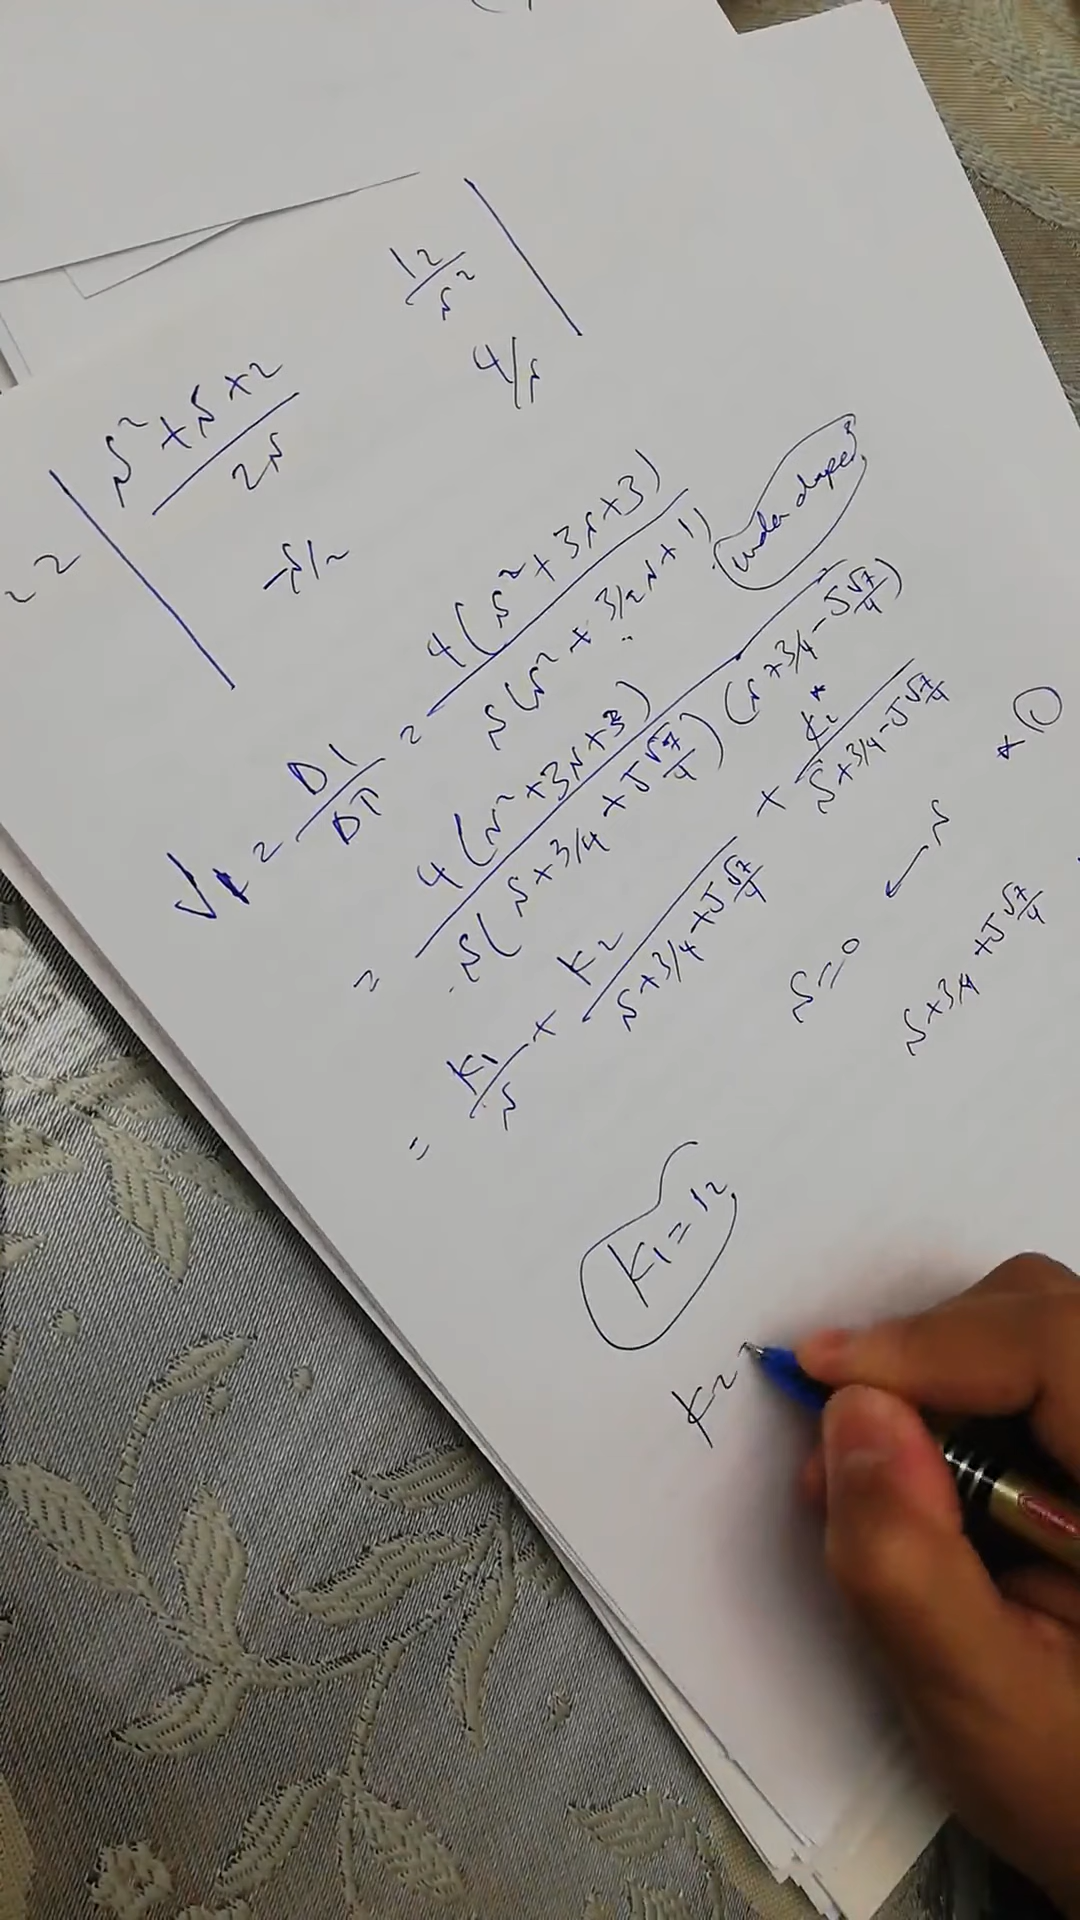 = | (s² + s + 2)/2s 12/s² |
-s/2 4/s
V1 = D1/DT = 4(s² + 3s + 3) / s(s² + 3/2s + 1)
= 4(s² + 3s + 3) / s(s + 3/4 + J√7/4)(s + 3/4 - J√7/4)
= K1/s + K2/(s + 3/4 + J√7/4) + K2*/(s + 3/4 - J√7/4)
s = 0 ← s * ①
s + 3/4 + J√7/4
K1 = 12
K2 =